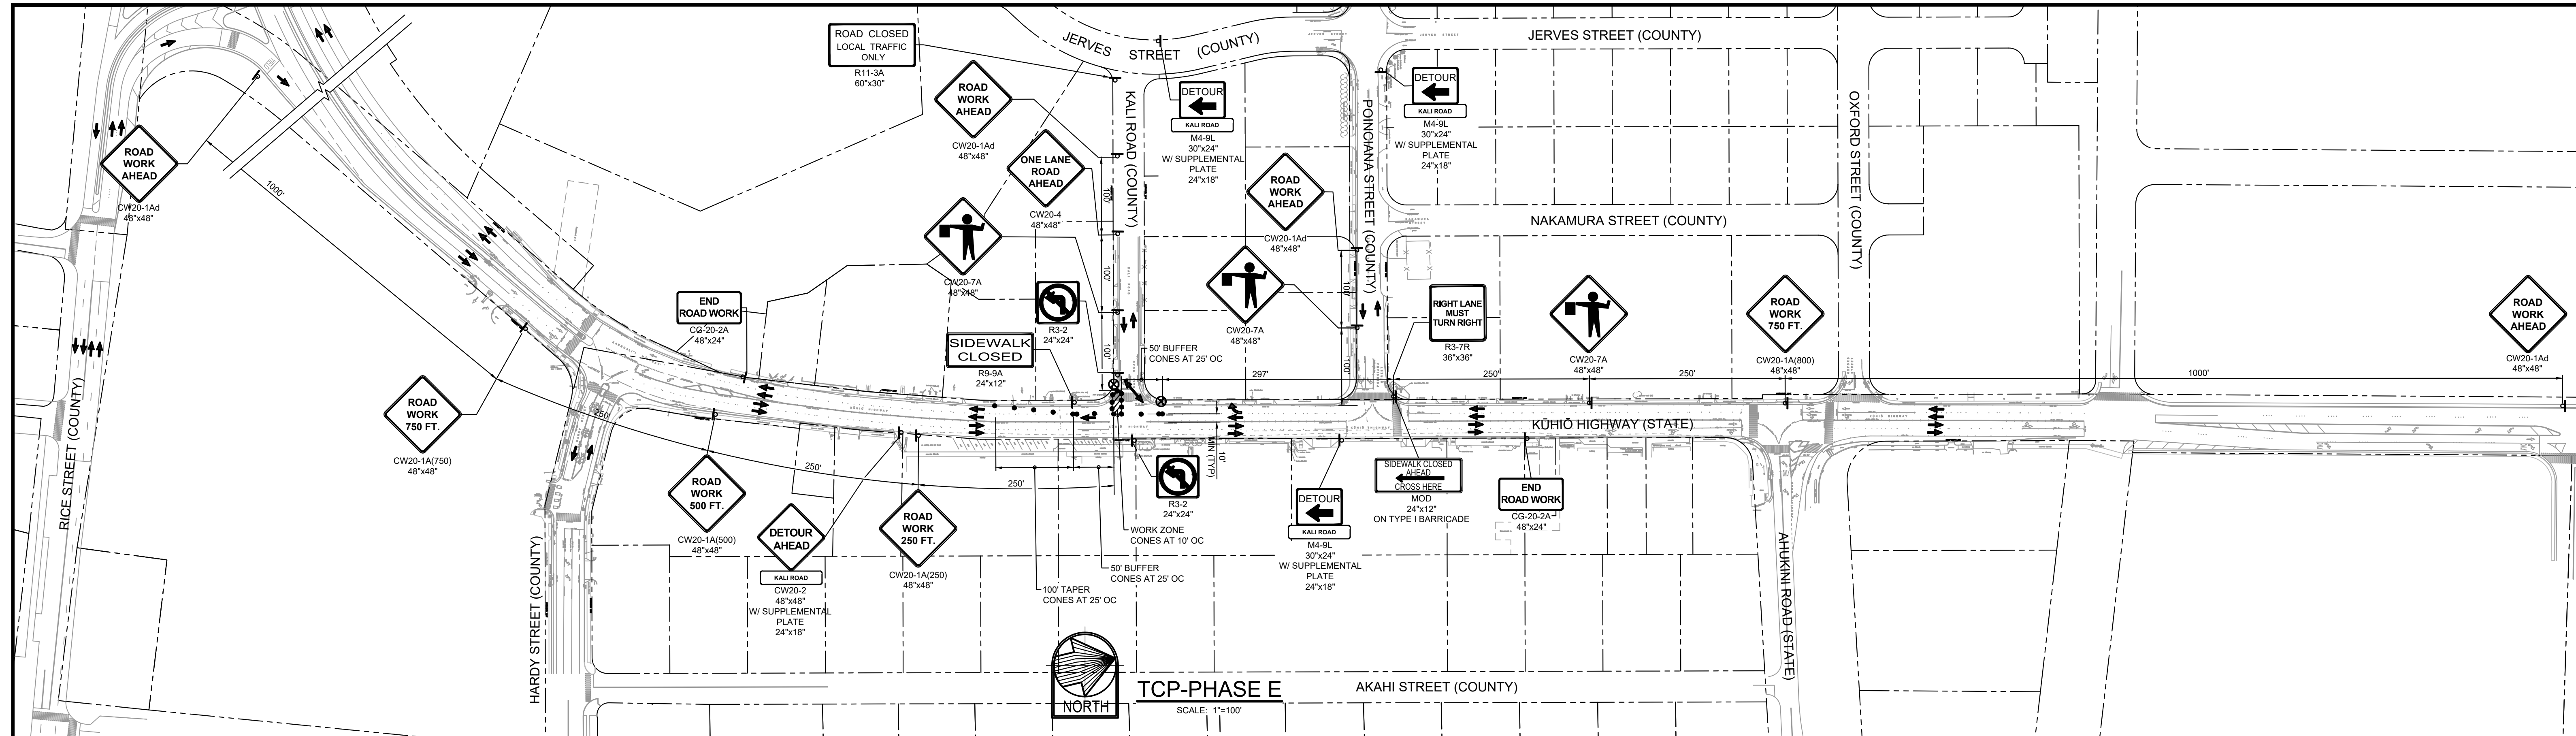 ROAD CLOSED
LOCAL TRAFFIC
ONLY
R11-3A
60"x30"
JERVES STREET (COUNTY)
JERVES STREET (COUNTY)
ROAD
WORK
AHEAD
CW20-1Ad
48"x48"
DETOUR
KALI ROAD
M4-9L
30"x24"
W/ SUPPLEMENTAL
PLATE
24"x18"
DETOUR
KALI ROAD
M4-9L
30"x24"
W/ SUPPLEMENTAL
PLATE
24"x18"
KALI ROAD (COUNTY)
POINCIANA STREET (COUNTY)
OXFORD STREET (COUNTY)
ROAD
WORK
AHEAD
CW20-1Ad
48"x48"
1000'
ONE LANE
ROAD
AHEAD
CW20-4
48"x48"
100'
100'
100'
ROAD
WORK
AHEAD
CW20-1Ad
48"x48"
100'
100'
NAKAMURA STREET (COUNTY)
CW20-7A
48"x48"
CW20-7A
48"x48"
R3-2
24"x24"
END
ROAD WORK
CG-20-2A
48"x24"
SIDEWALK
CLOSED
R9-9A
24"x12"
50' BUFFER
CONES AT 25' OC
RIGHT LANE
MUST
TURN RIGHT
R3-7R
36"x36"
CW20-7A
48"x48"
ROAD
WORK
750 FT.
CW20-1A(800)
48"x48"
ROAD
WORK
AHEAD
CW20-1Ad
48"x48"
297'
250'
250'
1000'
RICE STREET (COUNTY)
ROAD
WORK
750 FT.
CW20-1A(750)
48"x48"
250'
250'
250'
KŪHIŌ HIGHWAY (STATE)
10'
MIN (TYP)
ROAD
WORK
500 FT.
CW20-1A(500)
48"x48"
DETOUR
AHEAD
KALI ROAD
CW20-2
48"x48"
W/ SUPPLEMENTAL
PLATE
24"x18"
ROAD
WORK
250 FT.
CW20-1A(250)
48"x48"
R3-2
24"x24"
WORK ZONE
CONES AT 10' OC
50' BUFFER
CONES AT 25' OC
100' TAPER
CONES AT 25' OC
DETOUR
KALI ROAD
M4-9L
30"x24"
W/ SUPPLEMENTAL
PLATE
24"x18"
SIDEWALK CLOSED
AHEAD
CROSS HERE
MOD
24"x12"
ON TYPE I BARRICADE
END
ROAD WORK
CG-20-2A
48"x24"
HARDY STREET (COUNTY)
AHUKINI ROAD (STATE)
NORTH
TCP-PHASE E
SCALE: 1"=100'
AKAHI STREET (COUNTY)